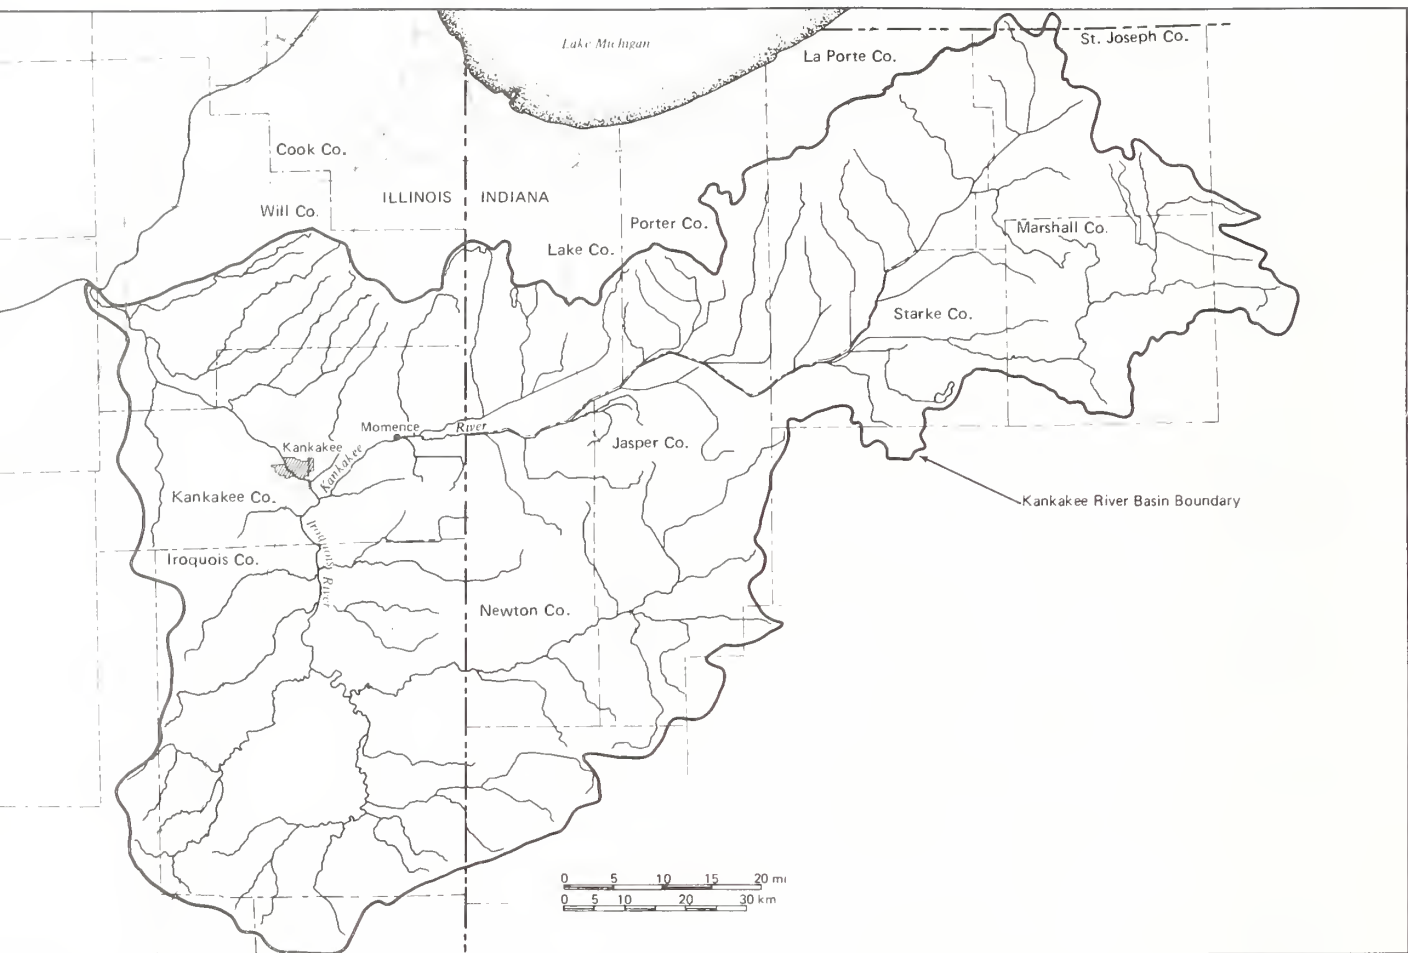 Lake Michigan
St. Joseph Co.
La Porte Co.
Cook Co.
ILLINOIS
INDIANA
Will Co.
Porter Co.
Marshall Co.
Lake Co.
Starke Co.
Momence
River
Kankakee
Jasper Co.
Kankakee
Kankakee Co.
Kankakee River Basin Boundary
Iroquois River
Iroquois Co.
Newton Co.
0 5 10 15 20 mi
0 5 10 20 30 km